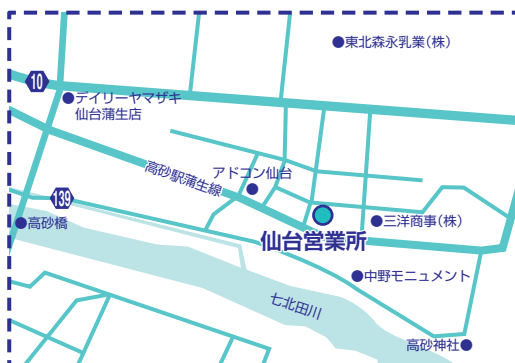 東北森永乳業(株)
10
デイリーヤマザキ
仙台蒲生店
高砂駅蒲生線
アドコン仙台
139
高砂橋
三洋商事(株)
仙台営業所
中野モニュメント
七北田川
高砂神社